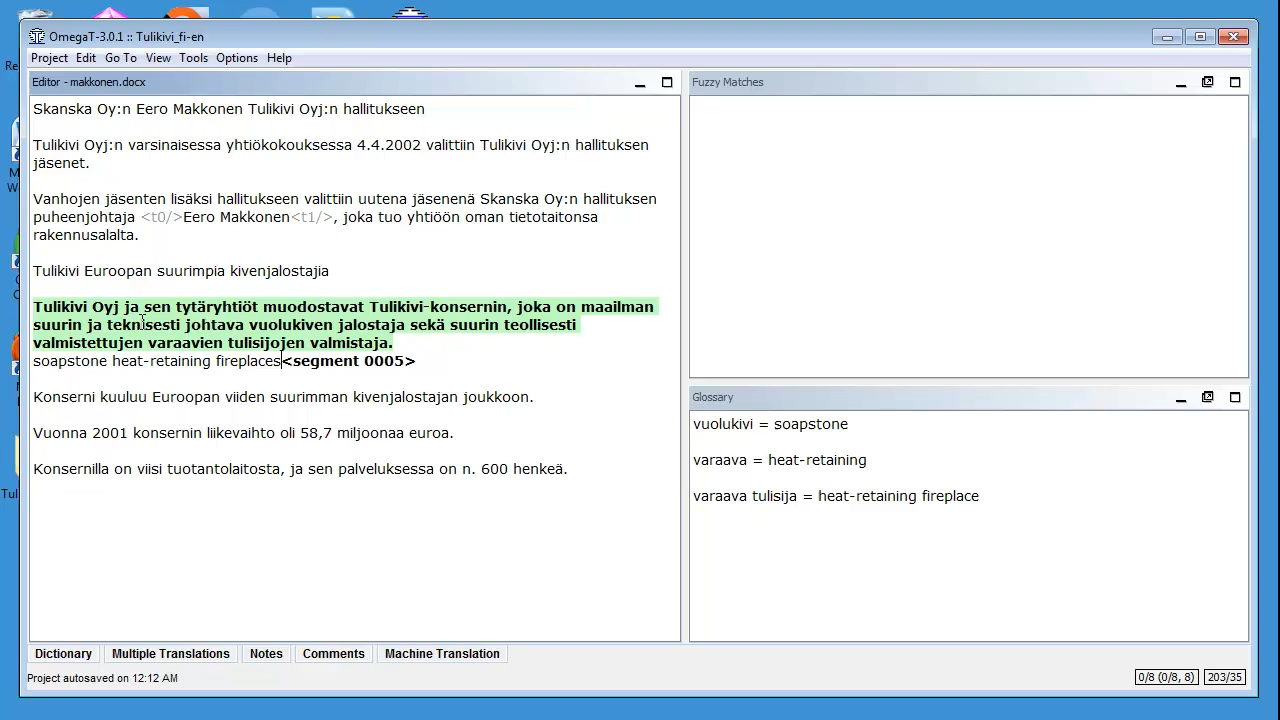 OmegaT-3.0.1 :: Tulikivi_fi-en
Project Edit Go To View Tools Options Help
Editor - makkonen.docx
Skanska Oy:n Eero Makkonen Tulikivi Oyj:n hallitukseen
Tulikivi Oyj:n varsinaisessa yhtiökokouksessa 4.4.2002 valittiin Tulikivi Oyj:n hallituksen
jäsenet.
Vanhojen jäsenten lisäksi hallitukseen valittiin uutena jäsenenä Skanska Oy:n hallituksen
puheenjohtaja <t0/>Eero Makkonen<t1/>, joka tuo yhtiöön oman tietotaitonsa
rakennusalalta.
Tulikivi Euroopan suurimpia kivenjalostajia
Tulikivi Oyj ja sen tytäryhtiöt muodostavat Tulikivi-konsernin, joka on maailman
suurin ja teknisesti johtava vuolukiven jalostaja sekä suurin teollisesti
valmistettujen varaavien tulisijojen valmistaja.
soapstone heat-retaining fireplaces<segment 0005>
Konserni kuuluu Euroopan viiden suurimman kivenjalostajan joukkoon.
Vuonna 2001 konsernin liikevaihto oli 58,7 miljoonaa euroa.
Konsernilla on viisi tuotantolaitosta, ja sen palveluksessa on n. 600 henkeä.
Fuzzy Matches
Glossary
vuolukivi = soapstone
varaava = heat-retaining
varaava tulisija = heat-retaining fireplace
Dictionary Multiple Translations Notes Comments Machine Translation
Project autosaved on 12:12 AM
0/8 (0/8, 8) 203/35